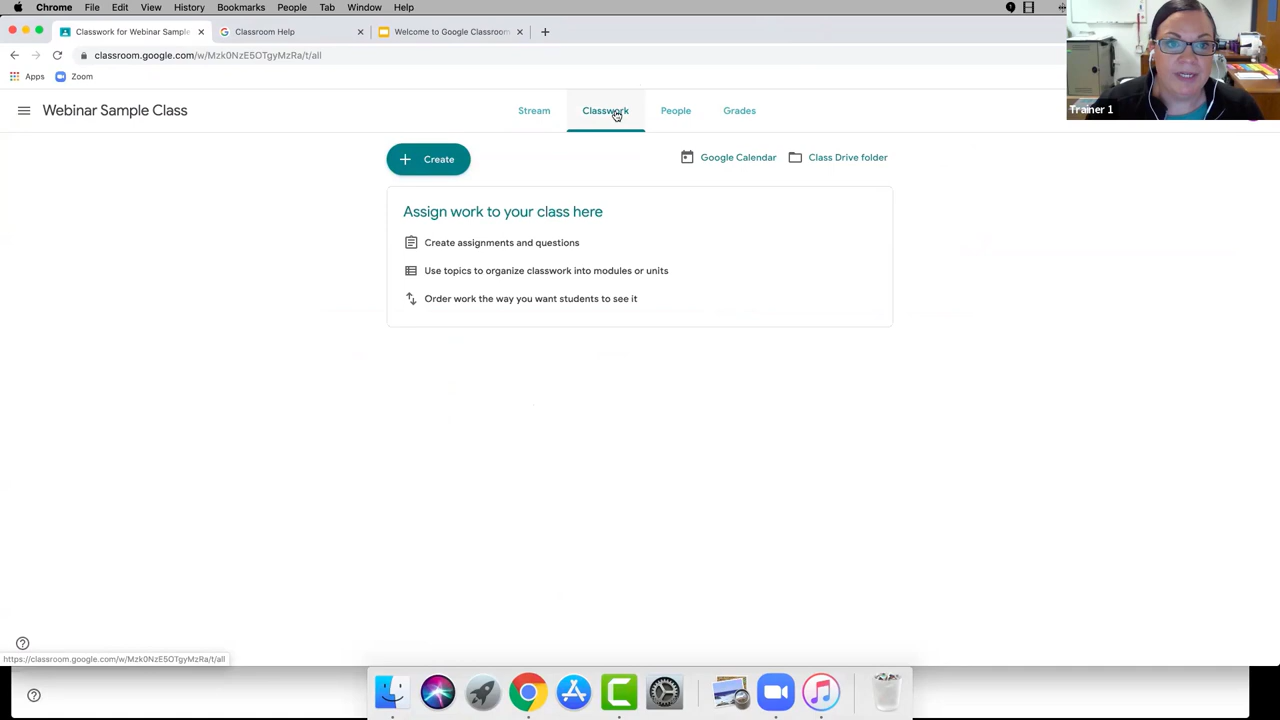 Chrome File Edit View History Bookmarks People Tab Window Help
Classwork for Webinar Sample Classroom Help Welcome to Google Classroom
classroom.google.com/w/Mzk0NzE5OTgyMzRa/t/all
Apps Zoom
Trainer 1
Webinar Sample Class Stream Classwork People Grades
Create Google Calendar Class Drive folder
Assign work to your class here
Create assignments and questions
Use topics to organize classwork into modules or units
Order work the way you want students to see it
https://classroom.google.com/w/Mzk0NzE5OTgyMzRa/t/all